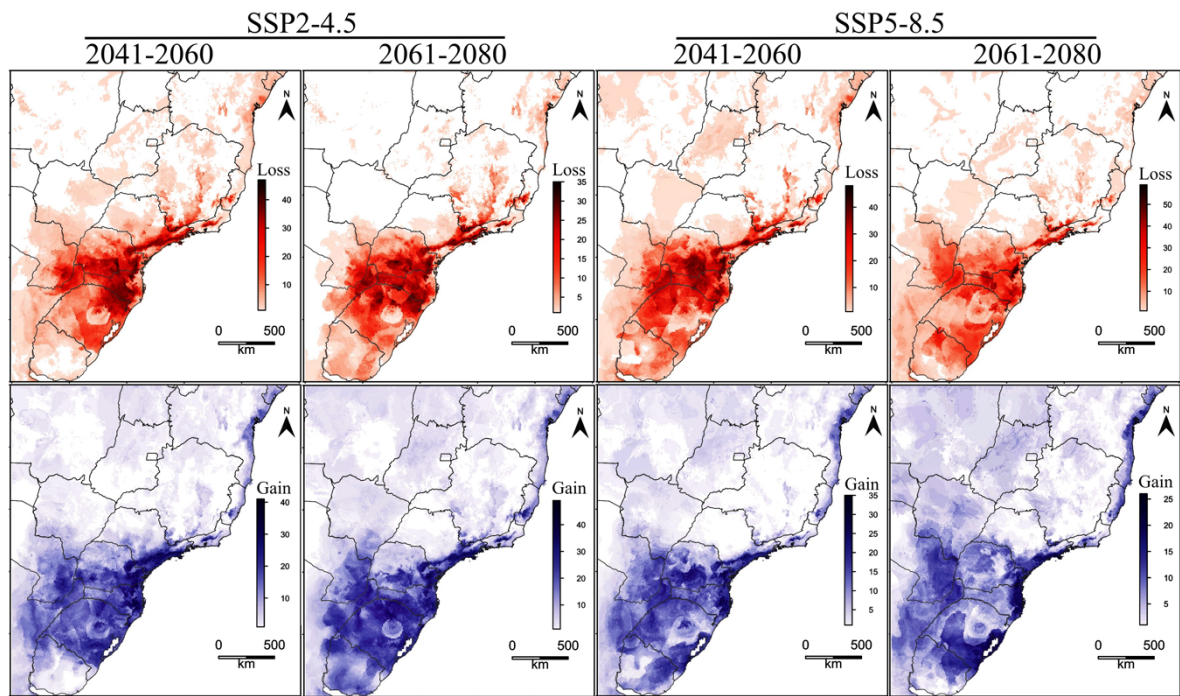 SSP2-4.5 SSP5-8.5
2041-2060 2061-2080 2041-2060 2061-2080
N N N N
Loss Loss Loss Loss
40 30 20 10
35 30 25 20 15 10 5
40 30 20 10
50 40 30 20 10
0 500 0 500 0 500 0 500
km km km km
N N N N
Gain Gain Gain Gain
40 30 20 10
40 30 20 10
35 30 25 20 15 10 5
25 20 15 10 5
0 500 0 500 0 500 0 500
km km km km